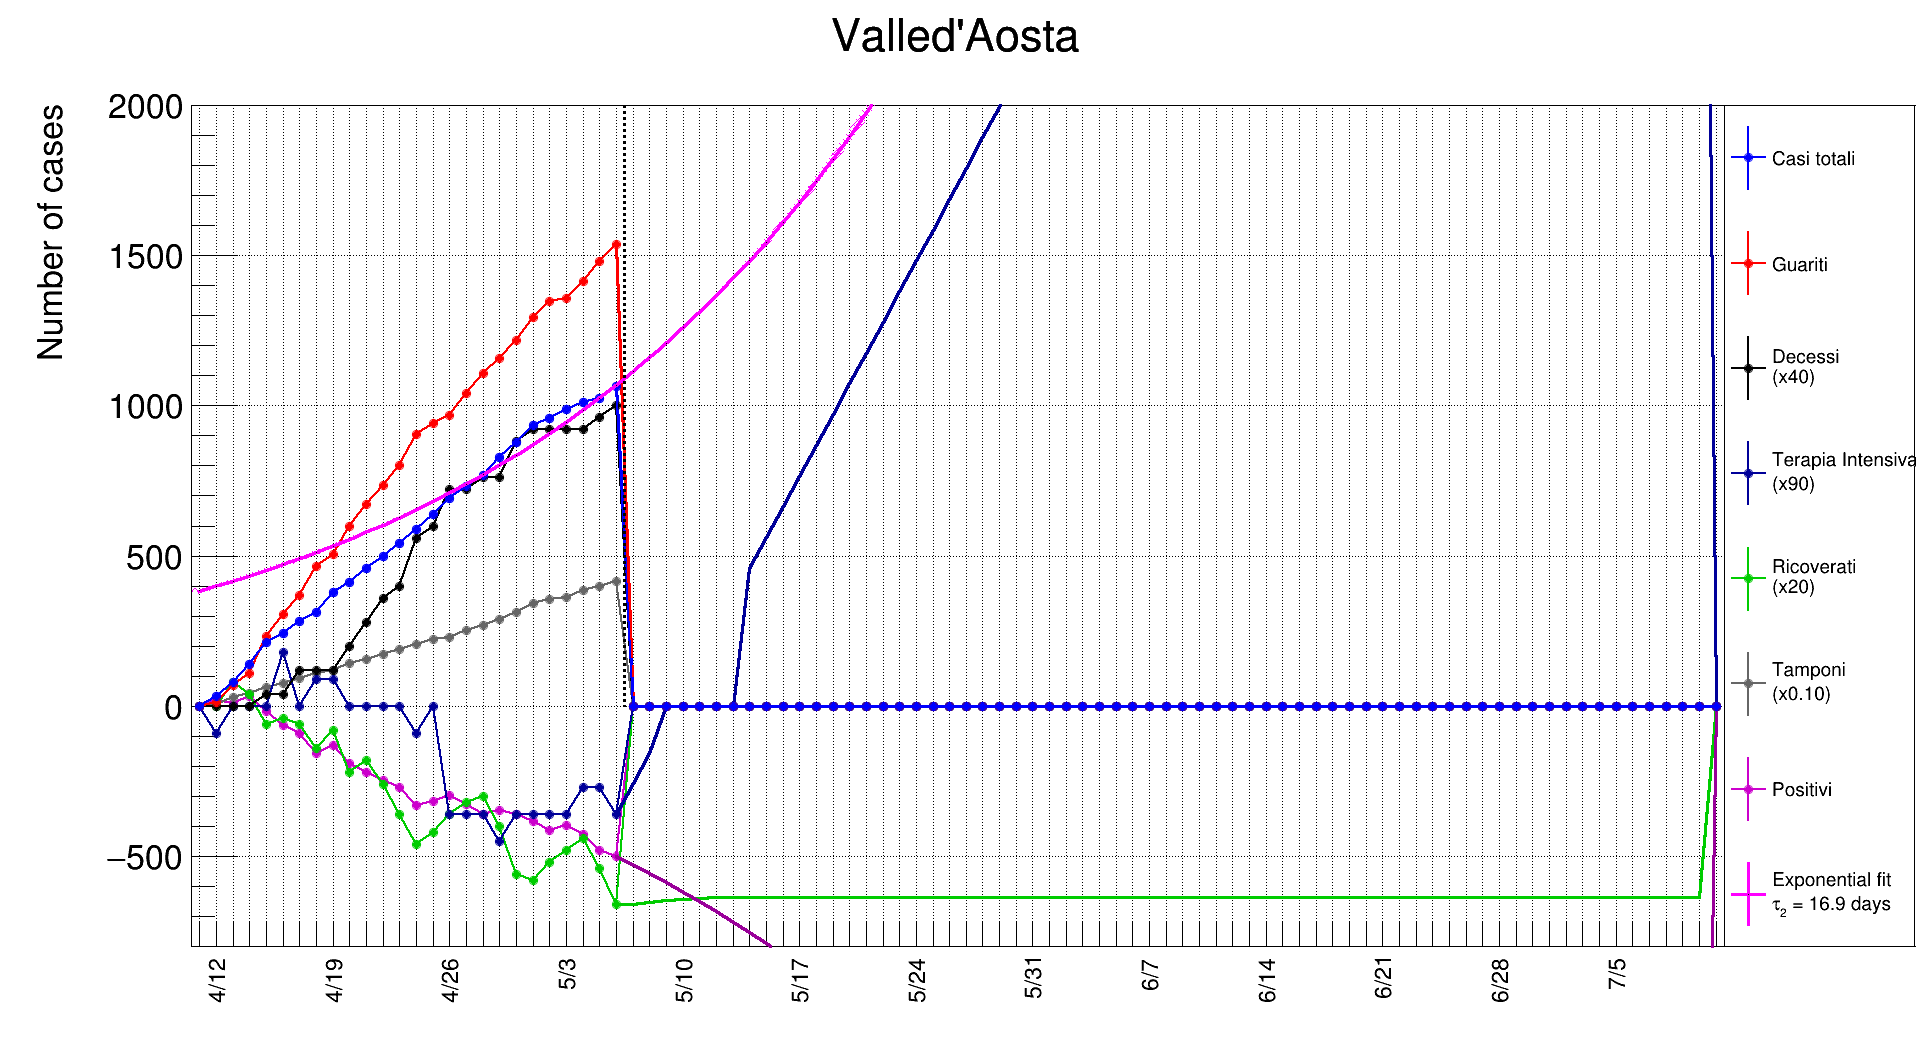 Valled'Aosta
Number of cases
2000
1500
1000
500
0
−500
4/12
4/19
4/26
5/3
5/10
5/17
5/24
5/31
6/7
6/14
6/21
6/28
7/5
Casi totali
Guariti
Decessi
(x40)
Terapia Intensiva
(x90)
Ricoverati
(x20)
Tamponi
(x0.10)
Positivi
Exponential fit
τ2 = 16.9 days